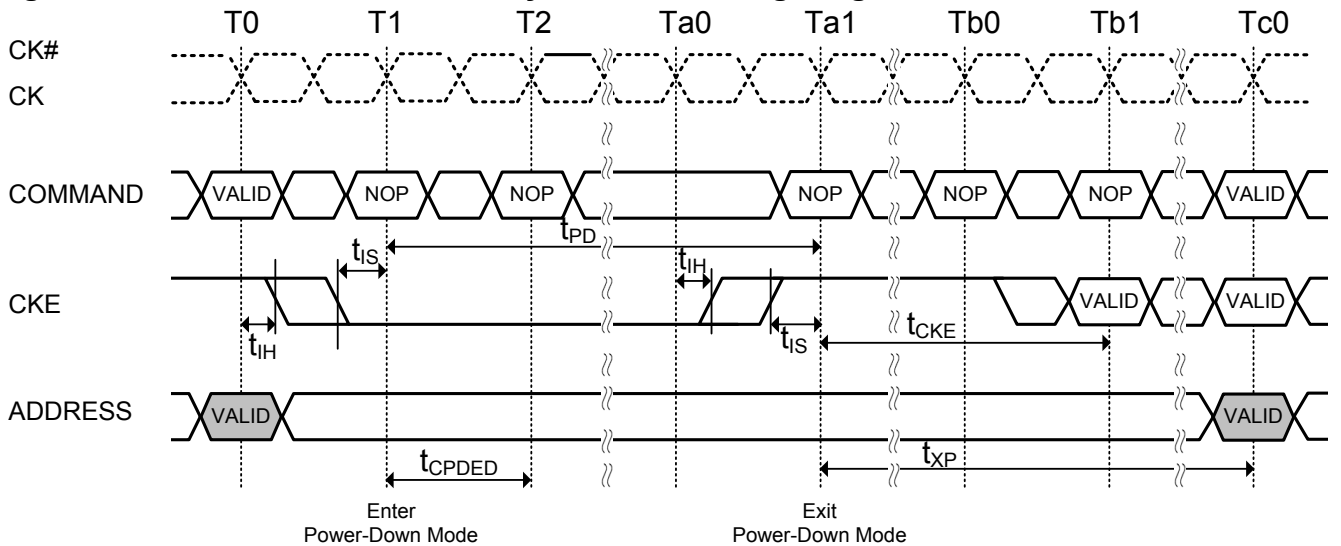 T0 T1 T2 Ta0 Ta1 Tb0 Tb1 Tc0
CK#
CK
COMMAND VALID NOP NOP NOP NOP NOP VALID
tPD
tIS tIH
CKE VALID VALID
tIH tIS tCKE
ADDRESS VALID VALID
tCPDED tXP
Enter
Power-Down Mode
Exit
Power-Down Mode